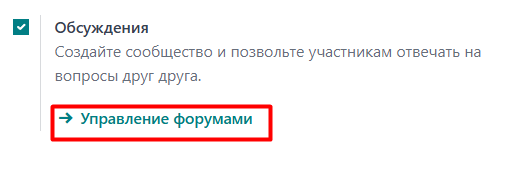 Обсуждения
Создайте сообщество и позвольте участникам отвечать на
вопросы друг друга.
→ Управление форумами